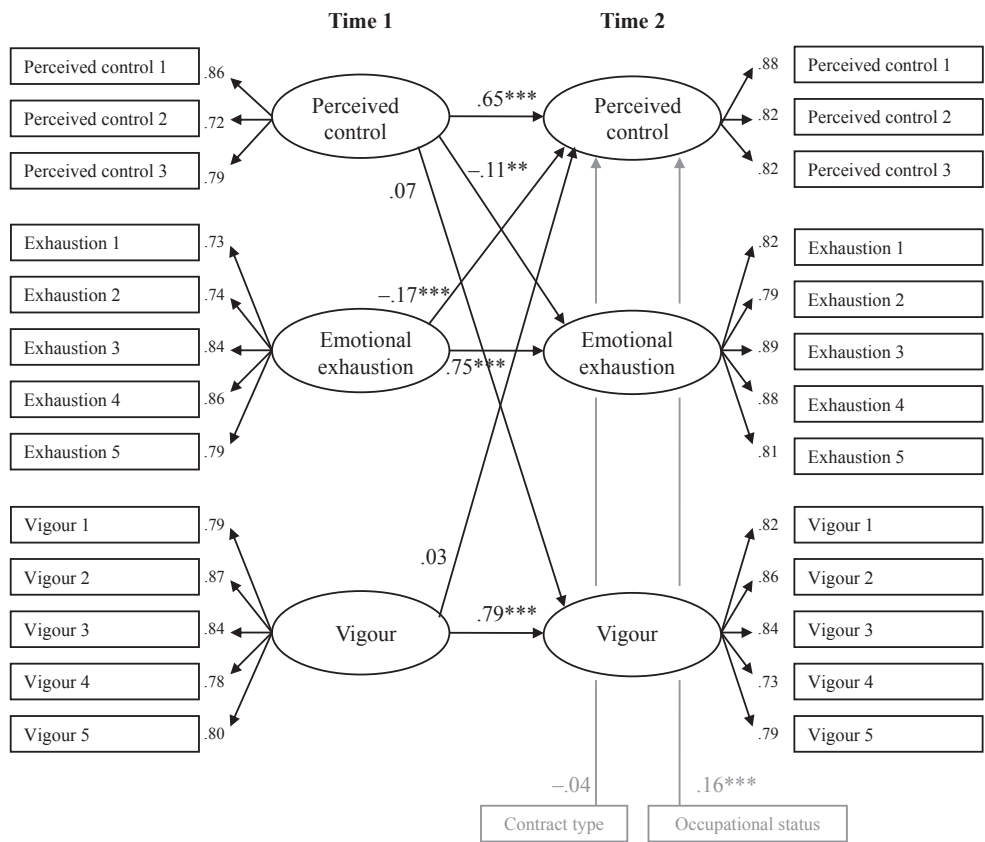 Time 1
Time 2
Perceived control 1
Perceived control 2
Perceived control 3
.86
.72
.79
Exhaustion 1
Exhaustion 2
Exhaustion 3
Exhaustion 4
Exhaustion 5
.73
.74
.84
.86
.79
Vigour 1
Vigour 2
Vigour 3
Vigour 4
Vigour 5
.79
.87
.84
.78
.80
Perceived
control
Emotional
exhaustion
Vigour
.65***
–.11**
.07
–.17***
.75***
.03
.79***
Perceived
control
Emotional
exhaustion
Vigour
.88
.82
.82
Perceived control 1
Perceived control 2
Perceived control 3
.82
.79
.89
.88
.81
Exhaustion 1
Exhaustion 2
Exhaustion 3
Exhaustion 4
Exhaustion 5
.82
.86
.84
.73
.79
Vigour 1
Vigour 2
Vigour 3
Vigour 4
Vigour 5
–.04
.16***
Contract type
Occupational status